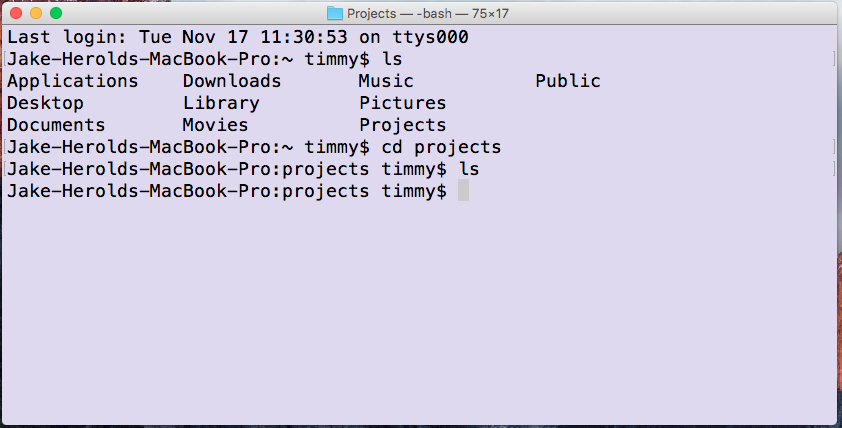 Projects — -bash — 75×17
Last login: Tue Nov 17 11:30:53 on ttys000
[Jake-Herolds-MacBook-Pro:~ timmy$ ls ]
Applications Downloads Music Public
Desktop Library Pictures
Documents Movies Projects
[Jake-Herolds-MacBook-Pro:~ timmy$ cd projects ]
[Jake-Herolds-MacBook-Pro:projects timmy$ ls ]
Jake-Herolds-MacBook-Pro:projects timmy$